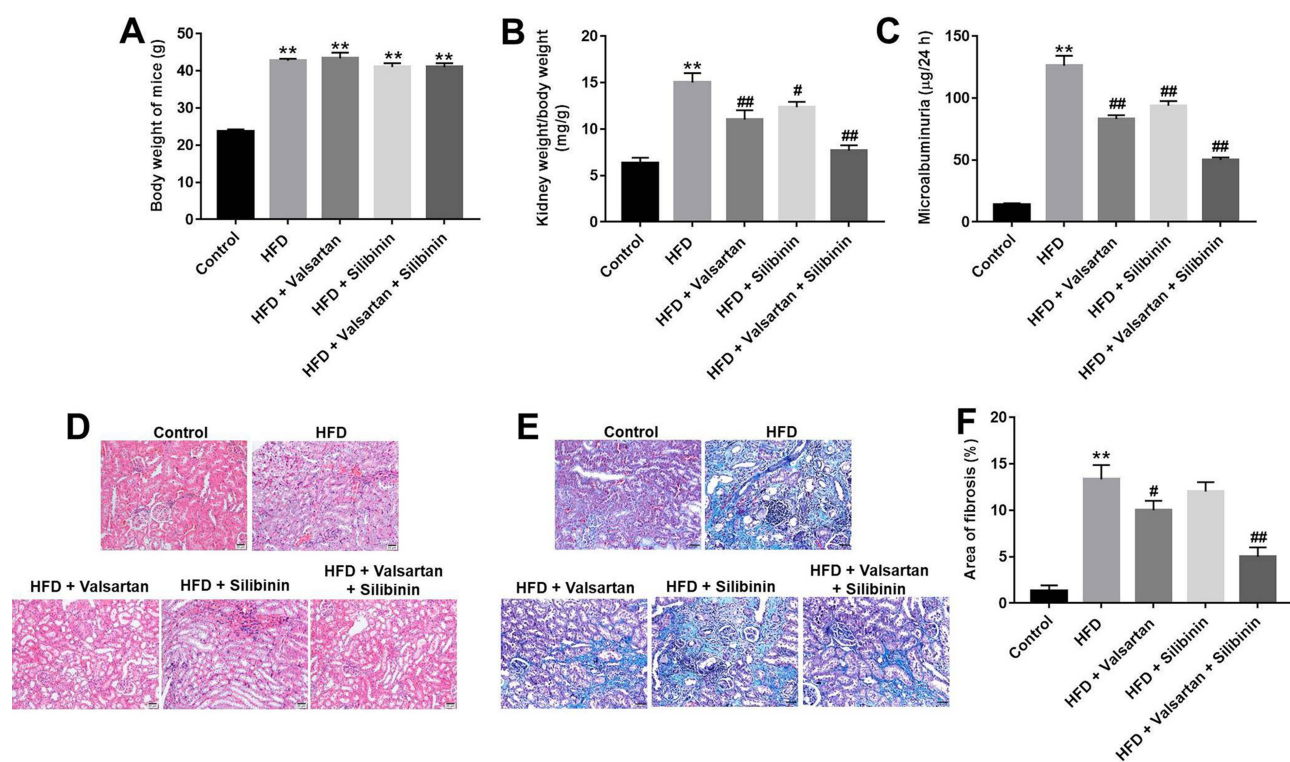 A
Body weight of mice (g)
50
40
30
20
10
0
**
**
**
**
Control
HFD
HFD + Valsartan
HFD + Silibinin
HFD + Valsartan + Silibinin
B
Kidney weight/body weight
(mg/g)
20
15
10
5
0
**
##
#
##
Control
HFD
HFD + Valsartan
HFD + Silibinin
HFD + Valsartan + Silibinin
C
Microalbuminuria (μg/24 h)
150
100
50
0
**
##
##
##
Control
HFD
HFD + Valsartan
HFD + Silibinin
HFD + Valsartan + Silibinin
D
Control
HFD
HFD + Valsartan
HFD + Silibinin
HFD + Valsartan
+ Silibinin
E
Control
HFD
HFD + Valsartan
HFD + Silibinin
HFD + Valsartan
+ Silibinin
F
Area of fibrosis (%)
20
15
10
5
0
**
#
##
Control
HFD
HFD + Valsartan
HFD + Silibinin
HFD + Valsartan + Silibinin